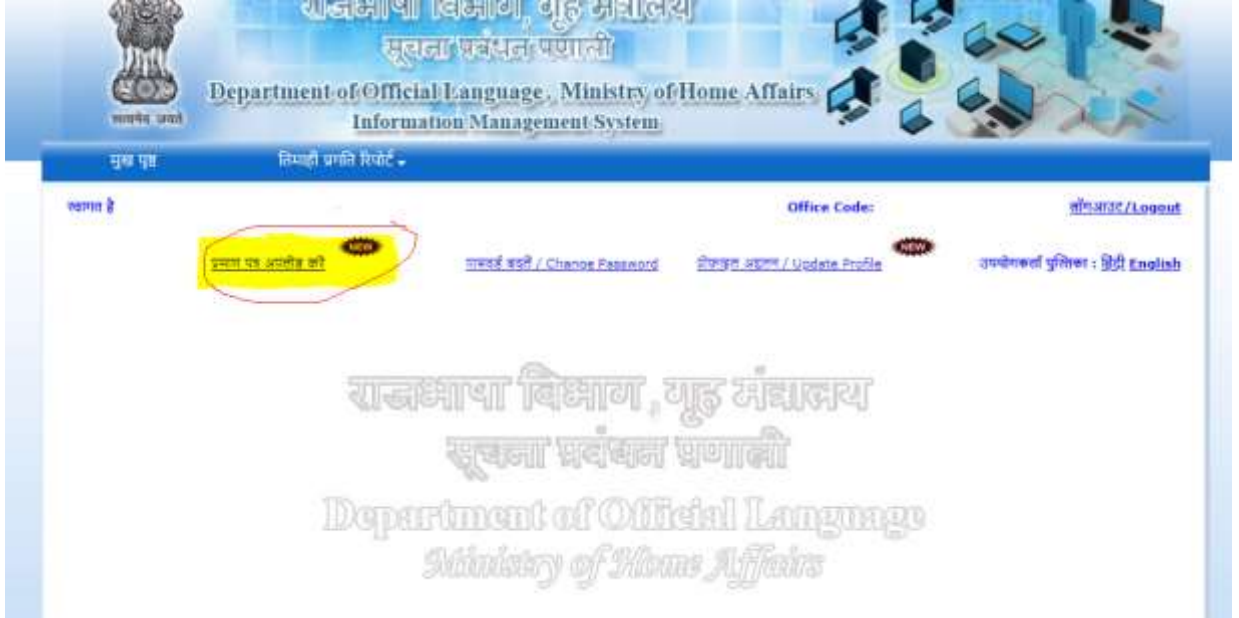 राजभाषा विभाग, गृह मंत्रालय
सूचना प्रबंधन प्रणाली
Department of Official Language, Ministry of Home Affairs
Information Management System
सत्यमेव जयते
मुख पृष्ठ तिमाही प्रगति रिपोर्ट
स्वागत है Office Code: लॉगआउट/Logout
प्रमाण पत्र अपलोड करें NEW पासवर्ड बदलें / Change Password प्रोफ़ाइल अद्यतन / Update Profile NEW उपयोगकर्ता पुस्तिका : हिंदी English
राजभाषा विभाग ,गृह मंत्रालय
सूचना प्रबंधन प्रणाली
Department of Official Language
Ministry of Home Affairs